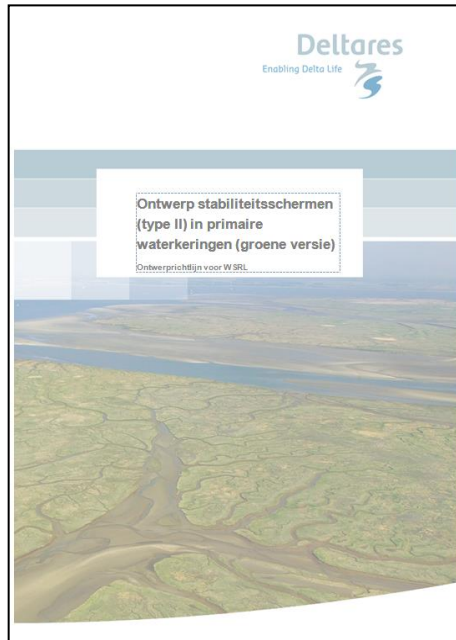 Deltares
Enabling Delta Life
Ontwerp stabiliteitsschermen
(type II) in primaire
waterkeringen (groene versie)
Ontwerprichtlijn voor WSRL